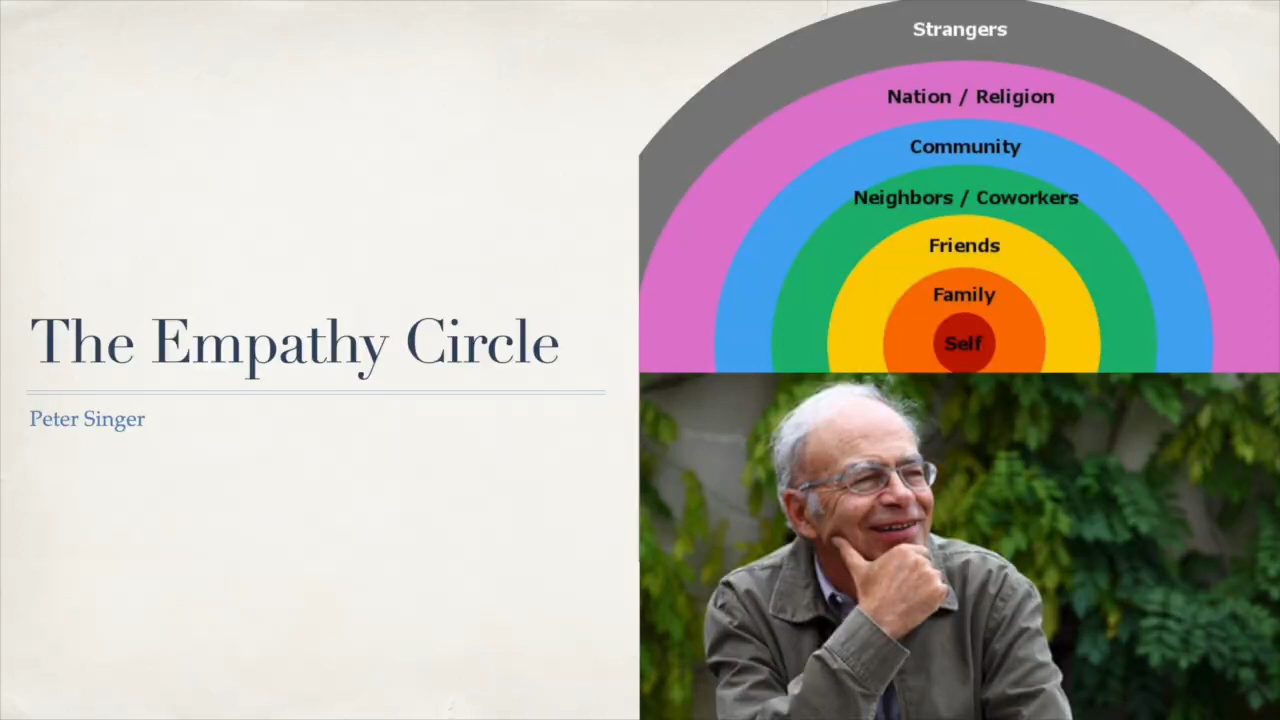 The Empathy Circle
Peter Singer
Strangers
Nation / Religion
Community
Neighbors / Coworkers
Friends
Family
Self